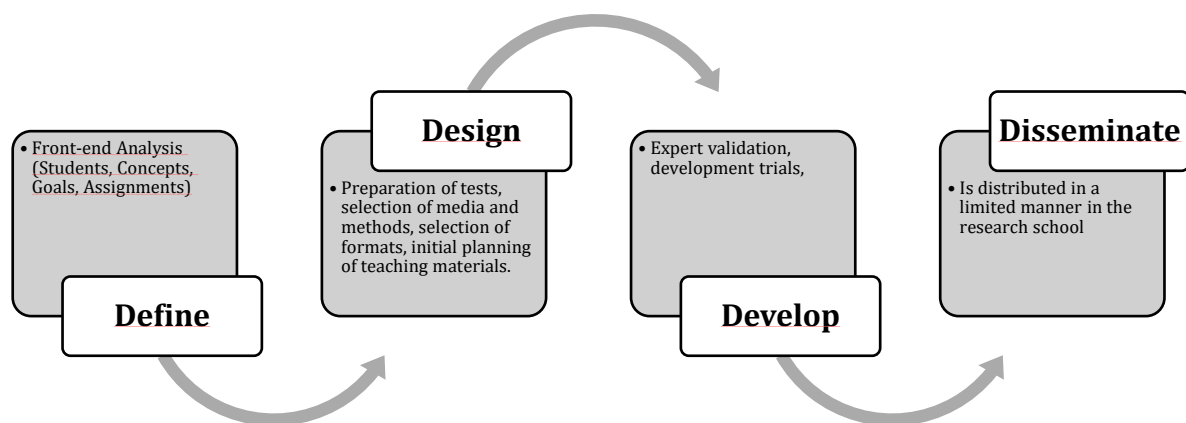 • Front-end Analysis
(Students, Concepts,
Goals, Assignments)
Define
Design
• Preparation of tests,
selection of media and
methods, selection of
formats, initial planning
of teaching materials.
• Expert validation,
development trials,
Develop
Disseminate
• Is distributed in a
limited manner in the
research school